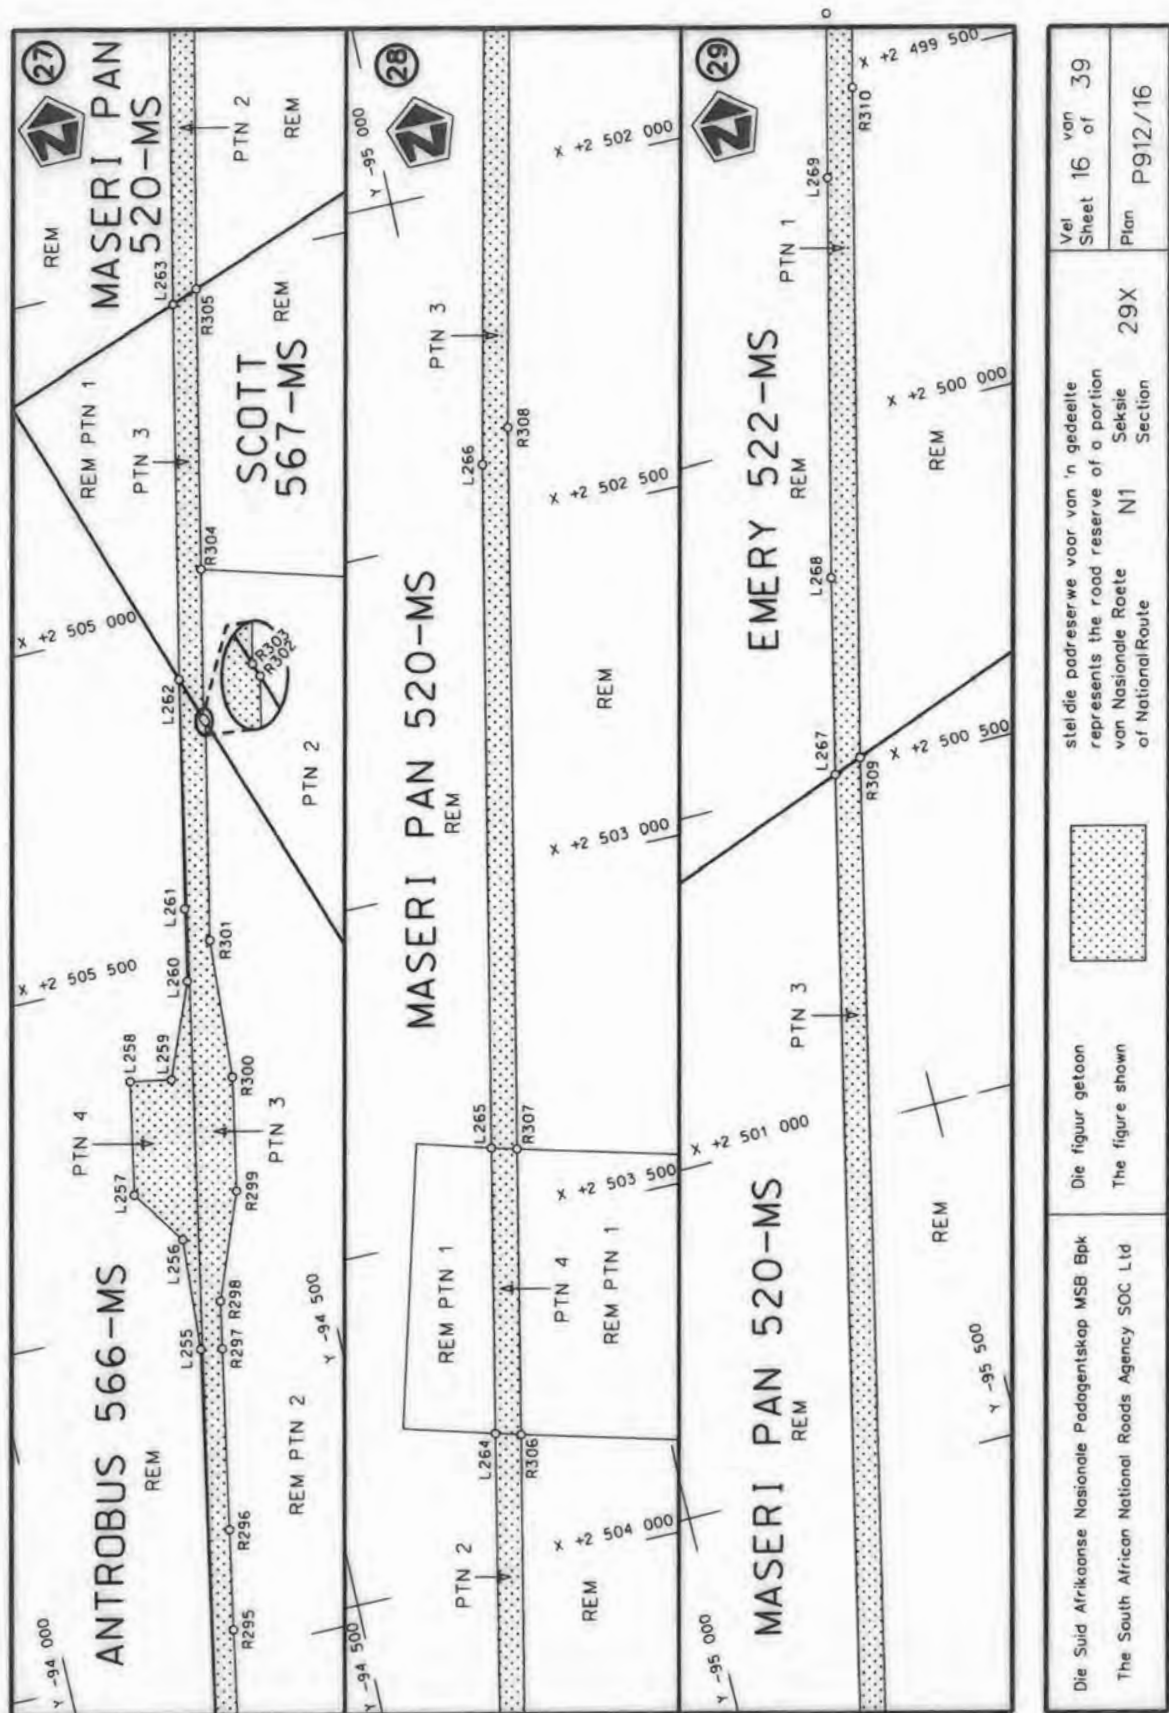 27
N
ANTROBUS 566-MS
REM
MASERI PAN
520-MS
REM
SCOTT
567-MS
REM
REM PTN 1
PTN 3
PTN 2
REM
PTN 4
PTN 3
REM PTN 2
PTN 2
Y -94 000
Y -94 500
Y -95 000
X +2 505 500
X +2 505 000
L255
L256
L257
L258
L259
L260
L261
L262
L263
R295
R296
R297
R298
R299
R300
R301
R302
R303
R304
R305
28
N
MASERI PAN 520-MS
REM
PTN 2
REM
REM PTN 1
PTN 4
REM PTN 1
REM
PTN 3
Y -94 500
X +2 504 000
X +2 503 500
X +2 503 000
X +2 502 500
X +2 502 000
L264
L265
L266
R306
R307
R308
29
N
MASERI PAN 520-MS
REM
EMERY 522-MS
REM
PTN 3
PTN 1
REM
REM
Y -95 000
Y -95 500
X +2 501 000
X +2 500 500
X +2 500 000
X +2 499 500
L267
L268
L269
R309
R310
Die Suid Afrikaanse Nasionale Padagentskap MSB Bpk
The South African National Roads Agency SOC Ltd
Die figuur getoon
The figure shown
stel die padreserwe voor van 'n gedeelte
represents the road reserve of a portion
van Nasionale Roete N1 Seksie 29X
of National Route Section
Vel
Sheet 16 van of 39
Plan P912/16